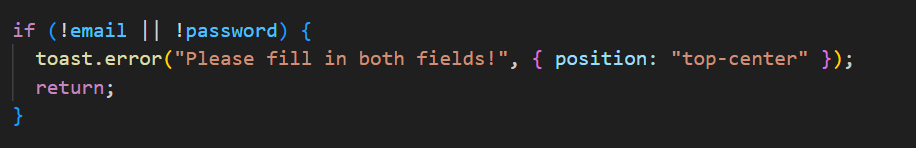 if (!email || !password) {
  toast.error("Please fill in both fields!", { position: "top-center" });
  return;
}